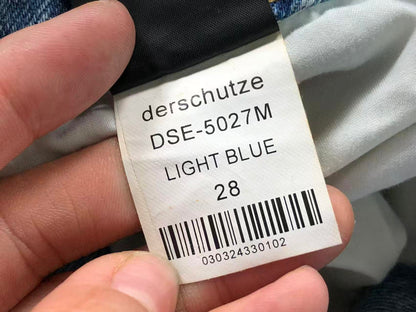 derschutze
DSE-5027M
LIGHT BLUE
28
030324330102